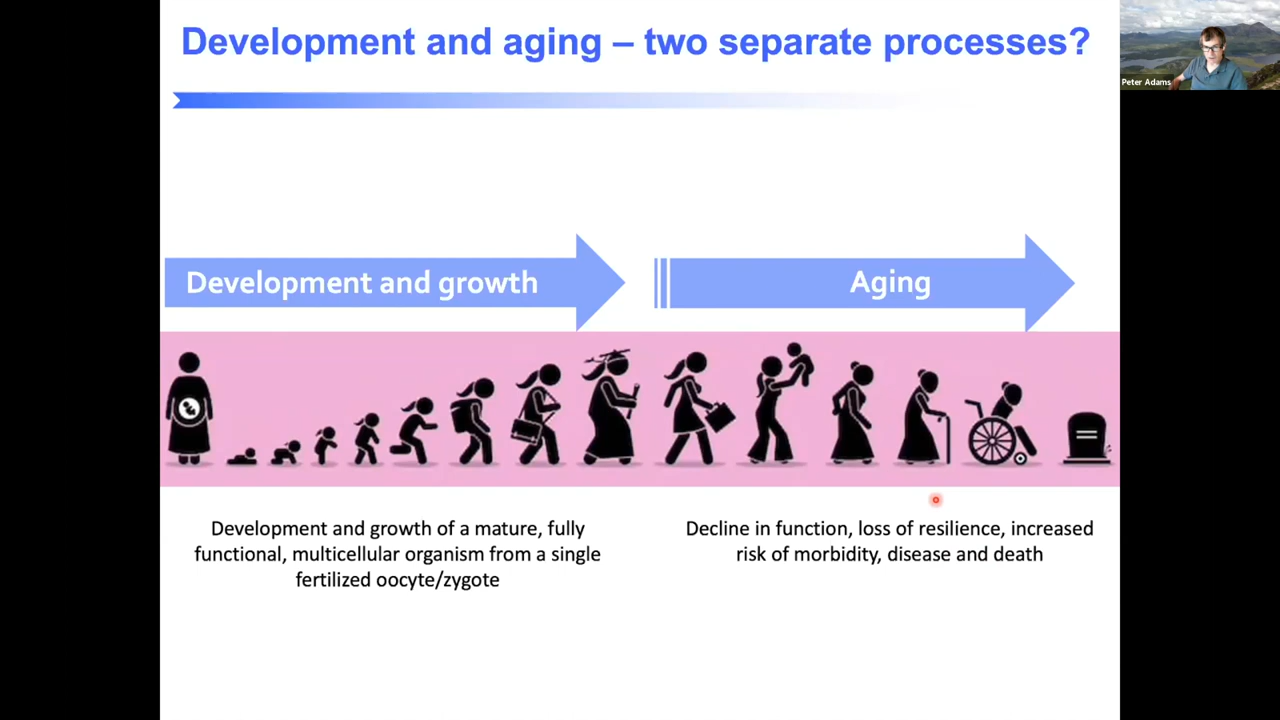 Development and aging – two separate processes?
Peter Adams
Development and growth
Aging
Development and growth of a mature, fully
functional, multicellular organism from a single
fertilized oocyte/zygote
Decline in function, loss of resilience, increased
risk of morbidity, disease and death